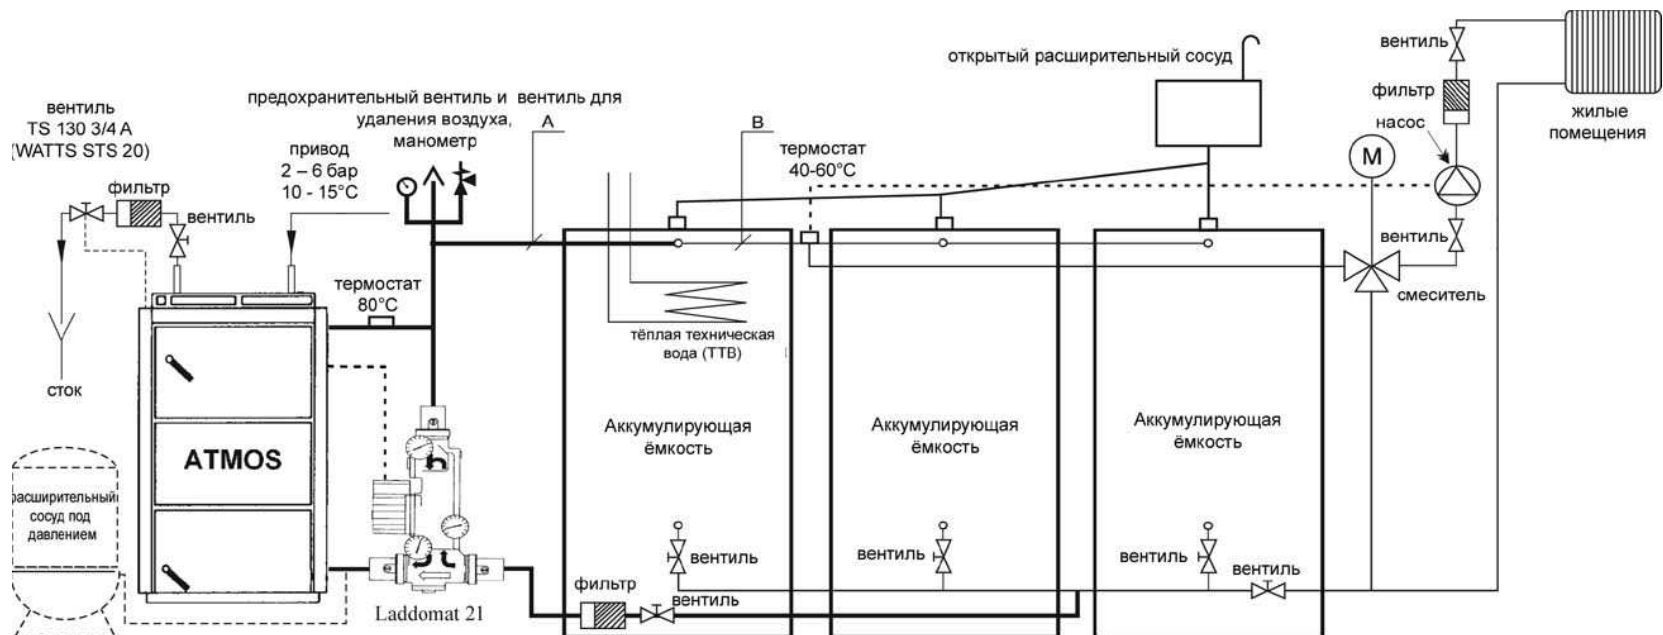 вентиль
TS 130 3/4 A
(WATTS STS 20)
фильтр
вентиль
сток
привод
2 – 6 бар
10 - 15°C
предохранительный вентиль и вентиль для
удаления воздуха,
манометр
A
B
термостат
80°C
термостат
40-60°C
открытый расширительный сосуд
вентиль
фильтр
насос
M
вентиль
смеситель
жилые
помещения
тёплая техническая
вода (ТТВ)
ATMOS
расширительный
сосуд под
давлением
Laddomat 21
Аккумулирующая
ёмкость
Аккумулирующая
ёмкость
Аккумулирующая
ёмкость
вентиль
вентиль
вентиль
вентиль
фильтр
вентиль